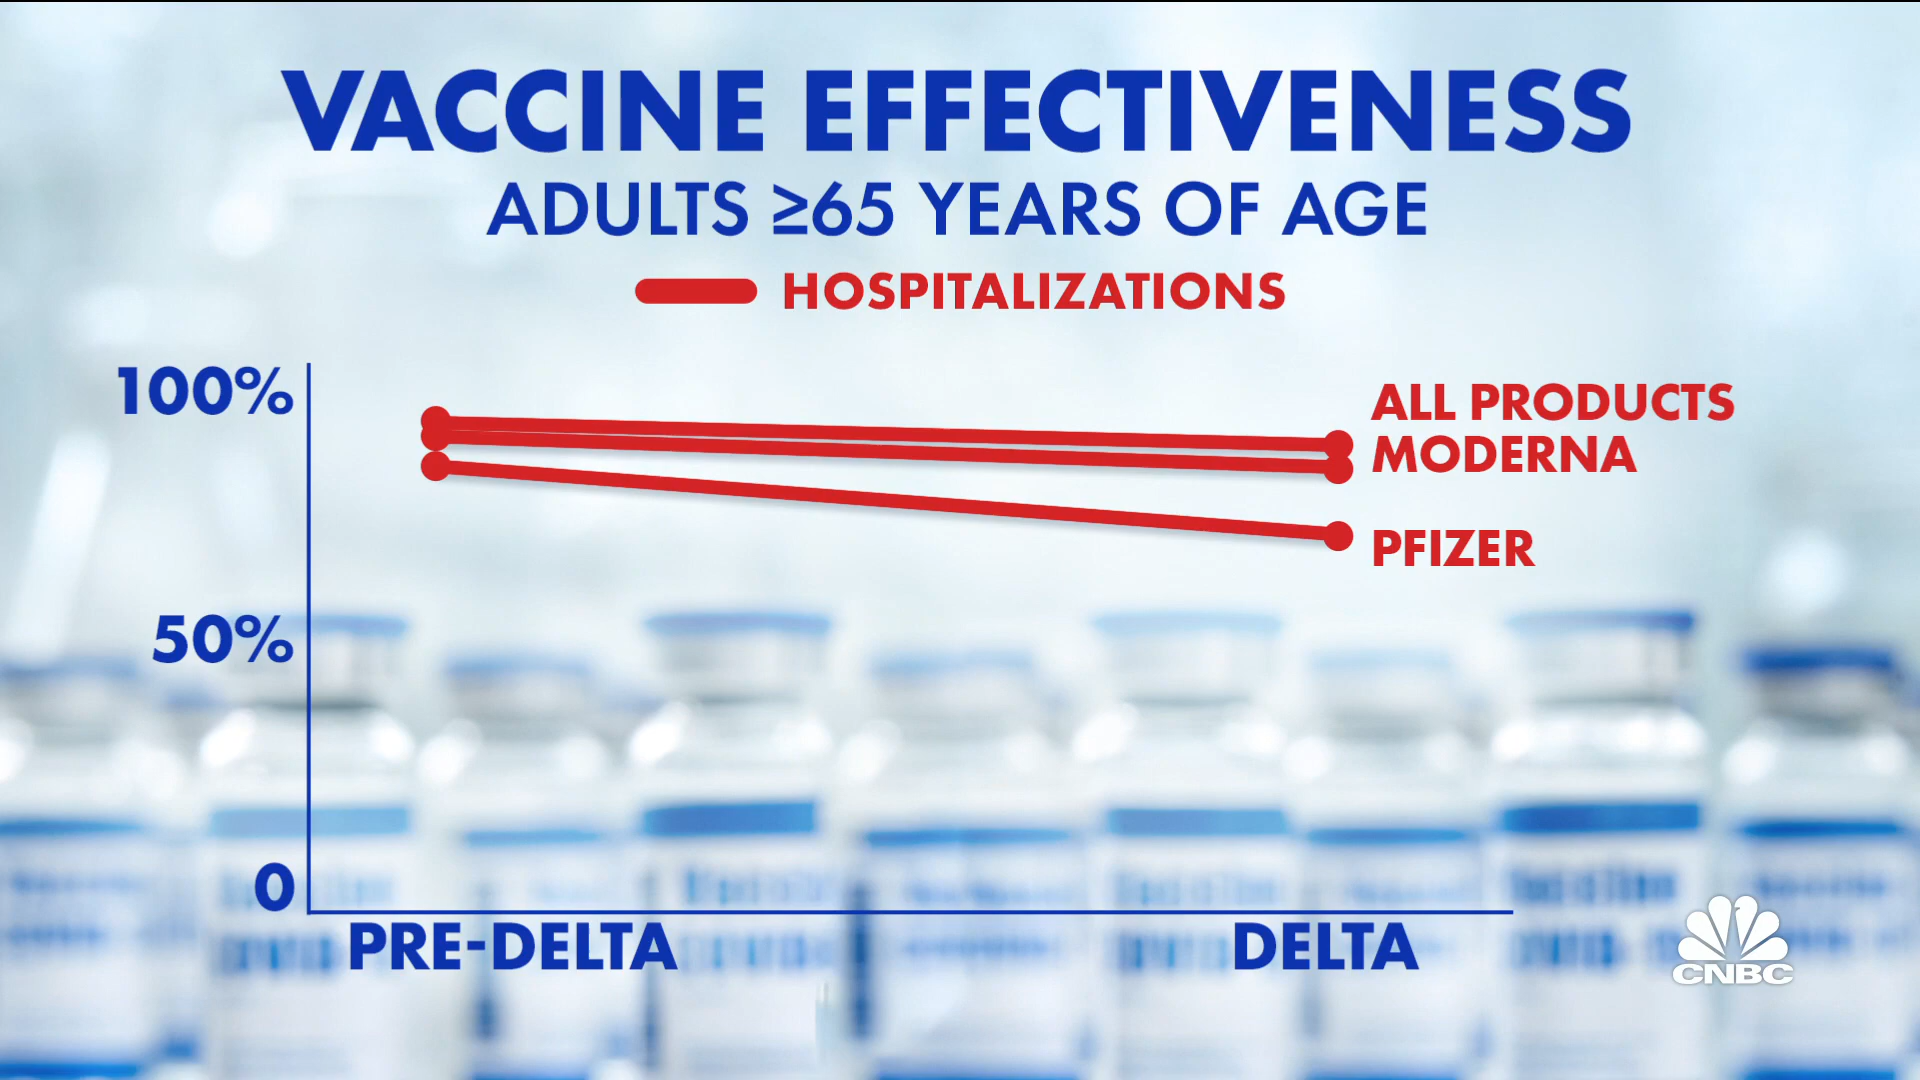 VACCINE EFFECTIVENESS
ADULTS ≥65 YEARS OF AGE
HOSPITALIZATIONS
100%
ALL PRODUCTS
MODERNA
PFIZER
50%
0
PRE-DELTA
DELTA
CNBC